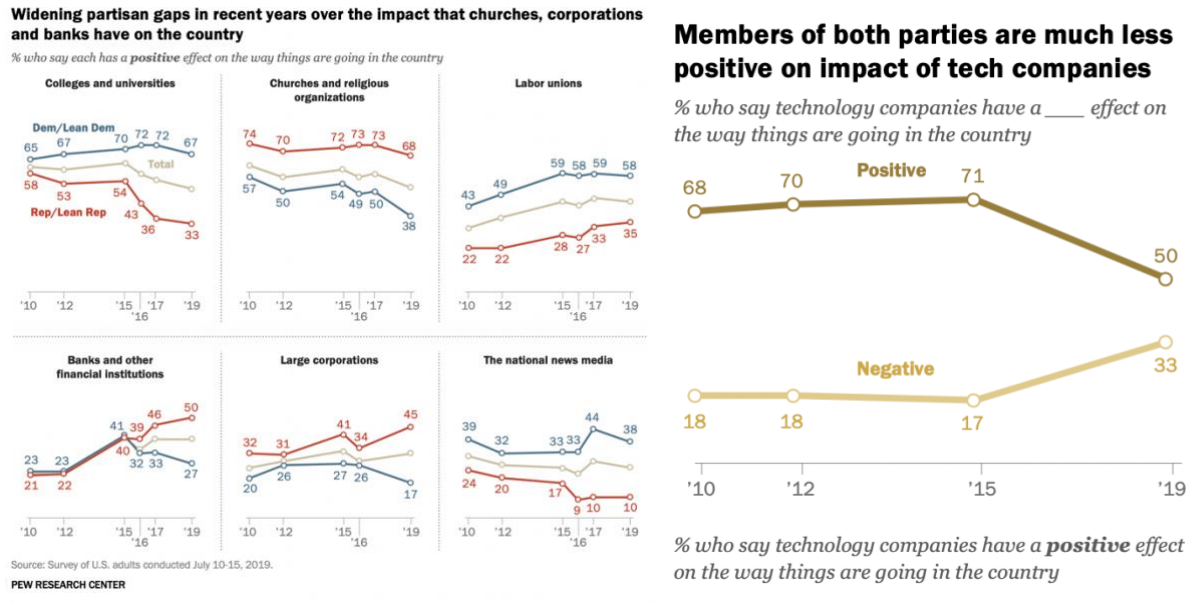 Widening partisan gaps in recent years over the impact that churches, corporations
and banks have on the country
% who say each has a positive effect on the way things are going in the country
Colleges and universities
Dem/Lean Dem
65 67 70 72 72 67
Total
58 53 54 43 36 33
Rep/Lean Rep
'10 '12 '15 '16 '17 '19
Churches and religious
organizations
74 70 72 73 73 68
57 50 54 49 50 38
'10 '12 '15 '16 '17 '19
Labor unions
43 49 59 58 59 58
22 22 28 27 33 35
'10 '12 '15 '16 '17 '19
Banks and other
financial institutions
23 23 41 39 46 50
21 22 40 32 33 27
'10 '12 '15 '16 '17 '19
Large corporations
32 31 41 34 45
20 26 27 26 17
'10 '12 '15 '16 '19
The national news media
39 32 33 33 44 38
24 20 17 9 10 10
'10 '12 '15 '16 '17 '19
Source: Survey of U.S. adults conducted July 10-15, 2019.
PEW RESEARCH CENTER
Members of both parties are much less
positive on impact of tech companies
% who say technology companies have a ___ effect on
the way things are going in the country
Positive
68 70 71 50
Negative
18 18 17 33
'10 '12 '15 '19
% who say technology companies have a positive effect
on the way things are going in the country